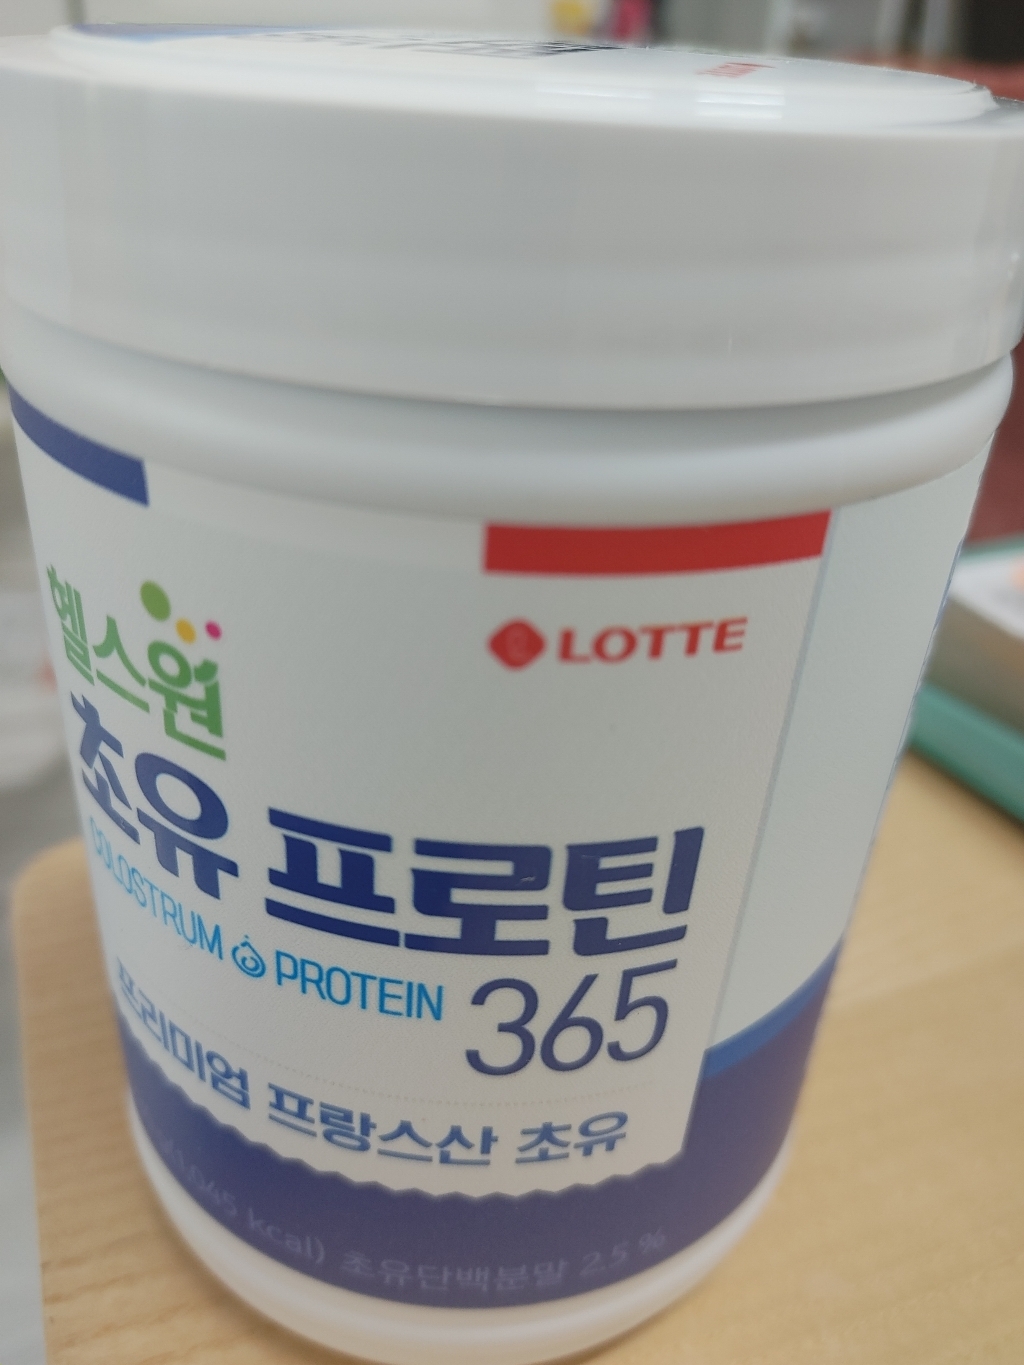 LOTTE
헬스원
초유 프로틴
COLOSTRUM PROTEIN
365
프리미엄 프랑스산 초유
kcal) 초유단백분말 2.5 %